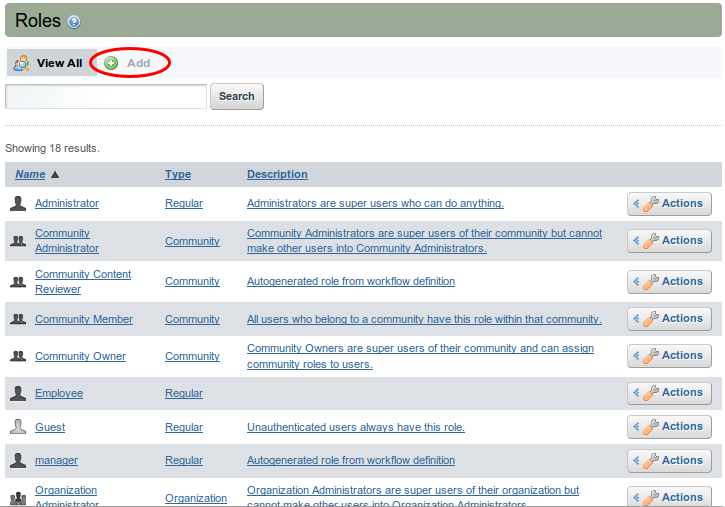 Roles
View All Add
Search
Showing 18 results.
Name Type Description
Administrator Regular Administrators are super users who can do anything. Actions
Community Administrator Community Community Administrators are super users of their community but cannot make other users into Community Administrators. Actions
Community Content Reviewer Community Autogenerated role from workflow definition Actions
Community Member Community All users who belong to a community have this role within that community. Actions
Community Owner Community Community Owners are super users of their community and can assign community roles to users. Actions
Employee Regular Actions
Guest Regular Unauthenticated users always have this role. Actions
manager Regular Autogenerated role from workflow definition Actions
Organization Administrator Organization Organization Administrators are super users of their organization but cannot make other users into Organization Administrators. Actions